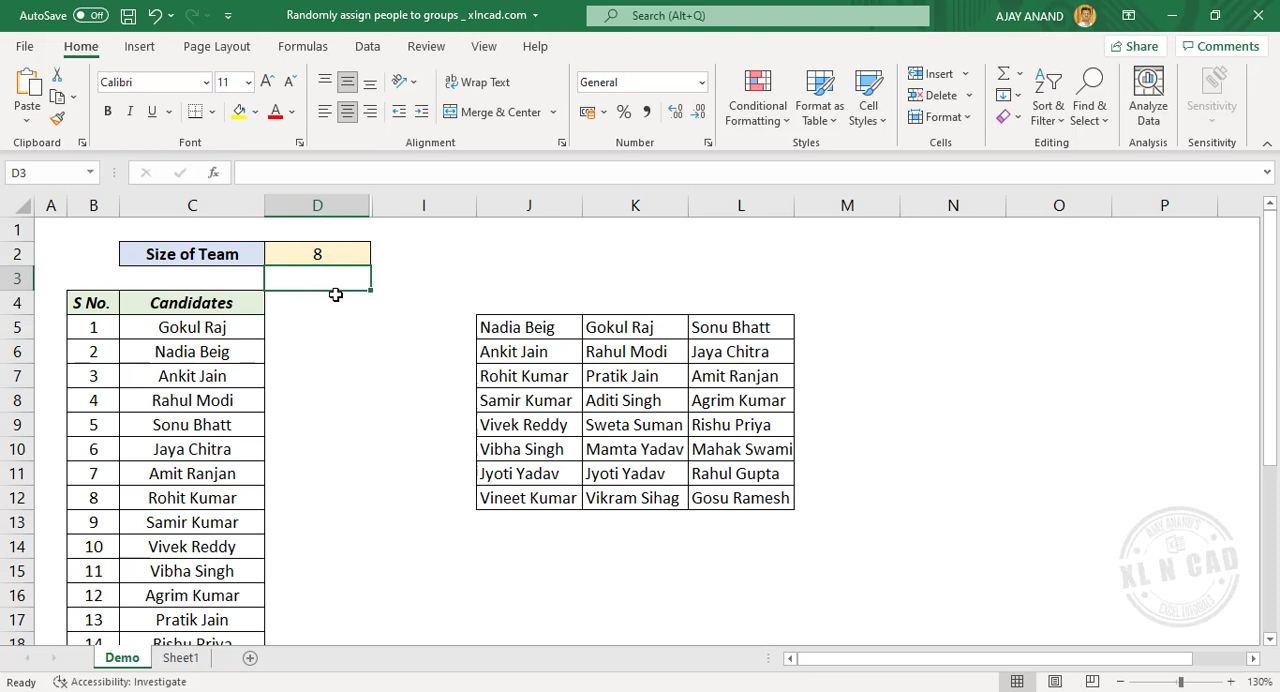 AutoSave Off Randomly assign people to groups _ xlncad.com Search (Alt+Q) AJAY ANAND
File Home Insert Page Layout Formulas Data Review View Help Share Comments
Calibri 11 Wrap Text General Insert
Paste Conditional Format as Cell Delete Sort & Find & Analyze Sensitivity
Merge & Center Formatting Table Styles Format Filter Select Data
Clipboard Font Alignment Number Styles Cells Editing Analysis Sensitivity
D3 fx
A B C D I J K L M N O P
1
2 Size of Team 8
3
4 S No. Candidates
5 1 Gokul Raj Nadia Beig Gokul Raj Sonu Bhatt
6 2 Nadia Beig Ankit Jain Rahul Modi Jaya Chitra
7 3 Ankit Jain Rohit Kumar Pratik Jain Amit Ranjan
8 4 Rahul Modi Samir Kumar Aditi Singh Agrim Kumar
9 5 Sonu Bhatt Vivek Reddy Sweta Suman Rishu Priya
10 6 Jaya Chitra Vibha Singh Mamta Yadav Mahak Swami
11 7 Amit Ranjan Jyoti Yadav Jyoti Yadav Rahul Gupta
12 8 Rohit Kumar Vineet Kumar Vikram Sihag Gosu Ramesh
13 9 Samir Kumar
14 10 Vivek Reddy
15 11 Vibha Singh
16 12 Agrim Kumar
17 13 Pratik Jain
18 14 Rishu Priya
AJAY ANAND'S
XL N CAD
EXCEL TUTORIALS
Demo Sheet1
Ready Accessibility: Investigate 130%